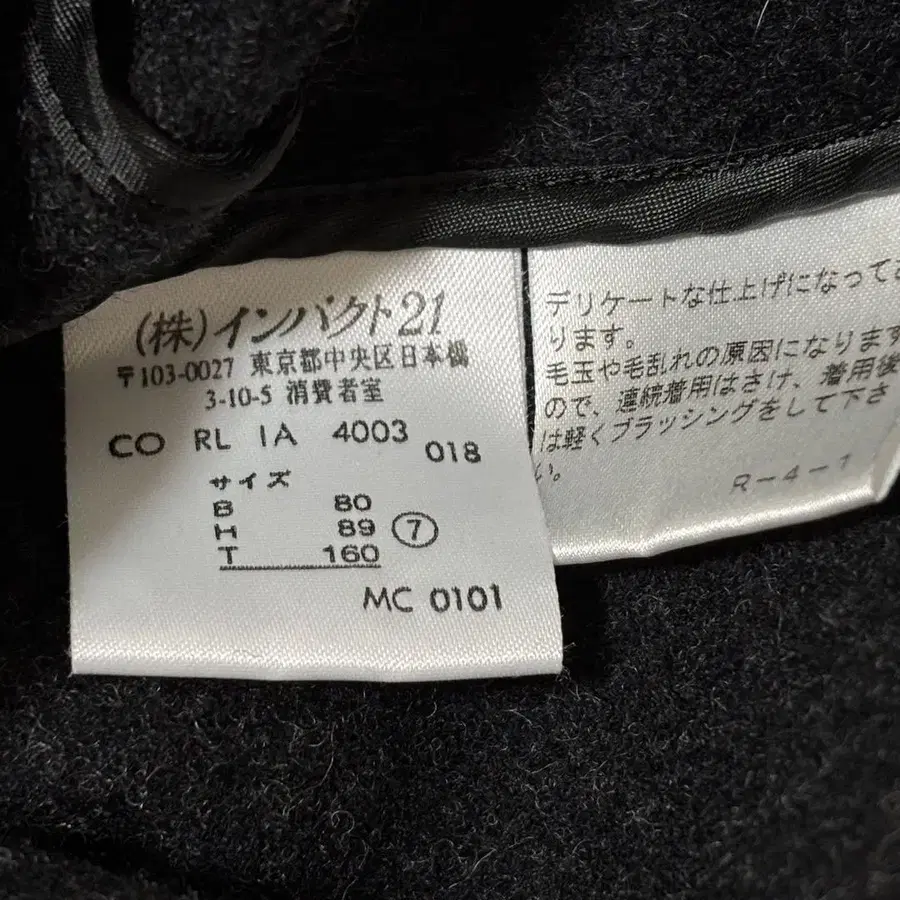 (株)インパクト21
〒103-0027 東京都中央区日本橋
3-10-5 消費者室
CO RL IA 4003
018
サイズ
B 80
H 89 ⑦
T 160
MC 0101
デリケートな仕上げになってお
ります。
毛玉や毛乱れの原因になります
ので、連続着用はさけ、着用後
は軽くブラッシングをして下さ
い。
R-4-1